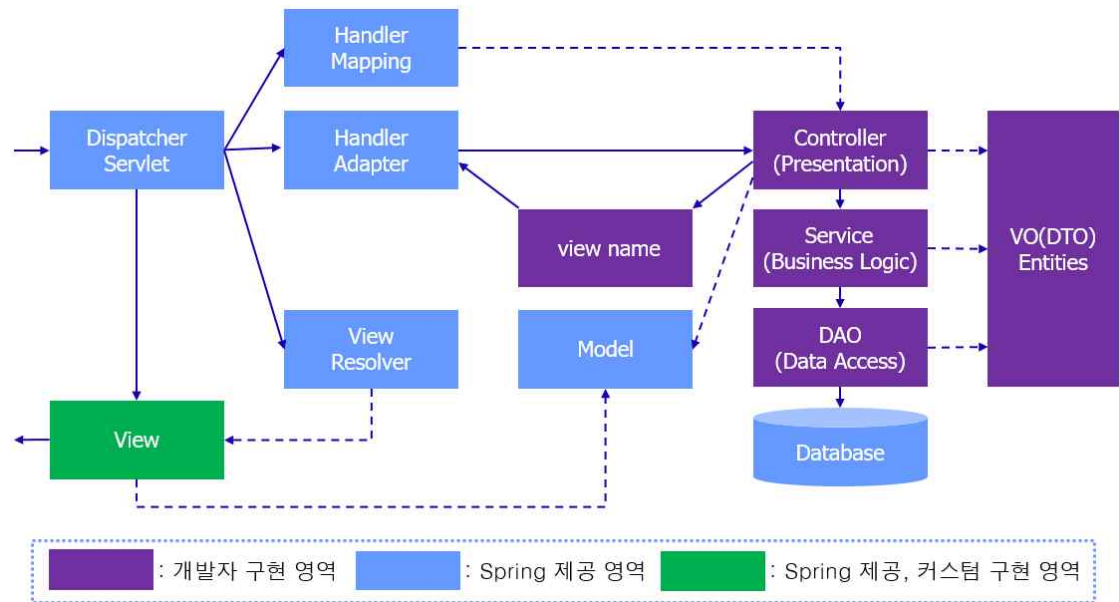 Handler
Mapping
Dispatcher
Servlet
Handler
Adapter
Controller
(Presentation)
view name
Service
(Business Logic)
VO(DTO)
Entities
View
Resolver
Model
DAO
(Data Access)
View
Database
: 개발자 구현 영역
: Spring 제공 영역
: Spring 제공, 커스텀 구현 영역